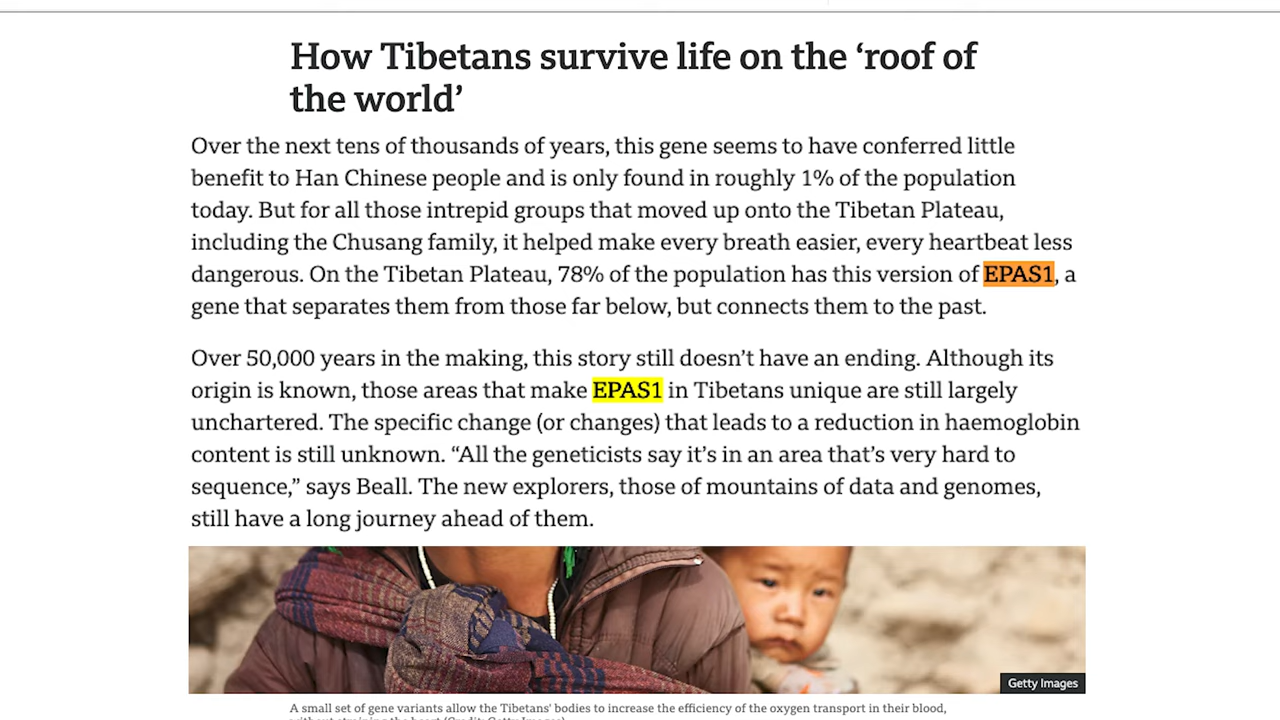 How Tibetans survive life on the ‘roof of
the world’
Over the next tens of thousands of years, this gene seems to have conferred little
benefit to Han Chinese people and is only found in roughly 1% of the population
today. But for all those intrepid groups that moved up onto the Tibetan Plateau,
including the Chusang family, it helped make every breath easier, every heartbeat less
dangerous. On the Tibetan Plateau, 78% of the population has this version of EPAS1, a
gene that separates them from those far below, but connects them to the past.
Over 50,000 years in the making, this story still doesn’t have an ending. Although its
origin is known, those areas that make EPAS1 in Tibetans unique are still largely
unchartered. The specific change (or changes) that leads to a reduction in haemoglobin
content is still unknown. “All the geneticists say it’s in an area that’s very hard to
sequence,” says Beall. The new explorers, those of mountains of data and genomes,
still have a long journey ahead of them.
Getty Images
A small set of gene variants allow the Tibetans’ bodies to increase the efficiency of the oxygen transport in their blood,
without straining the heart (Credit: Getty Images)